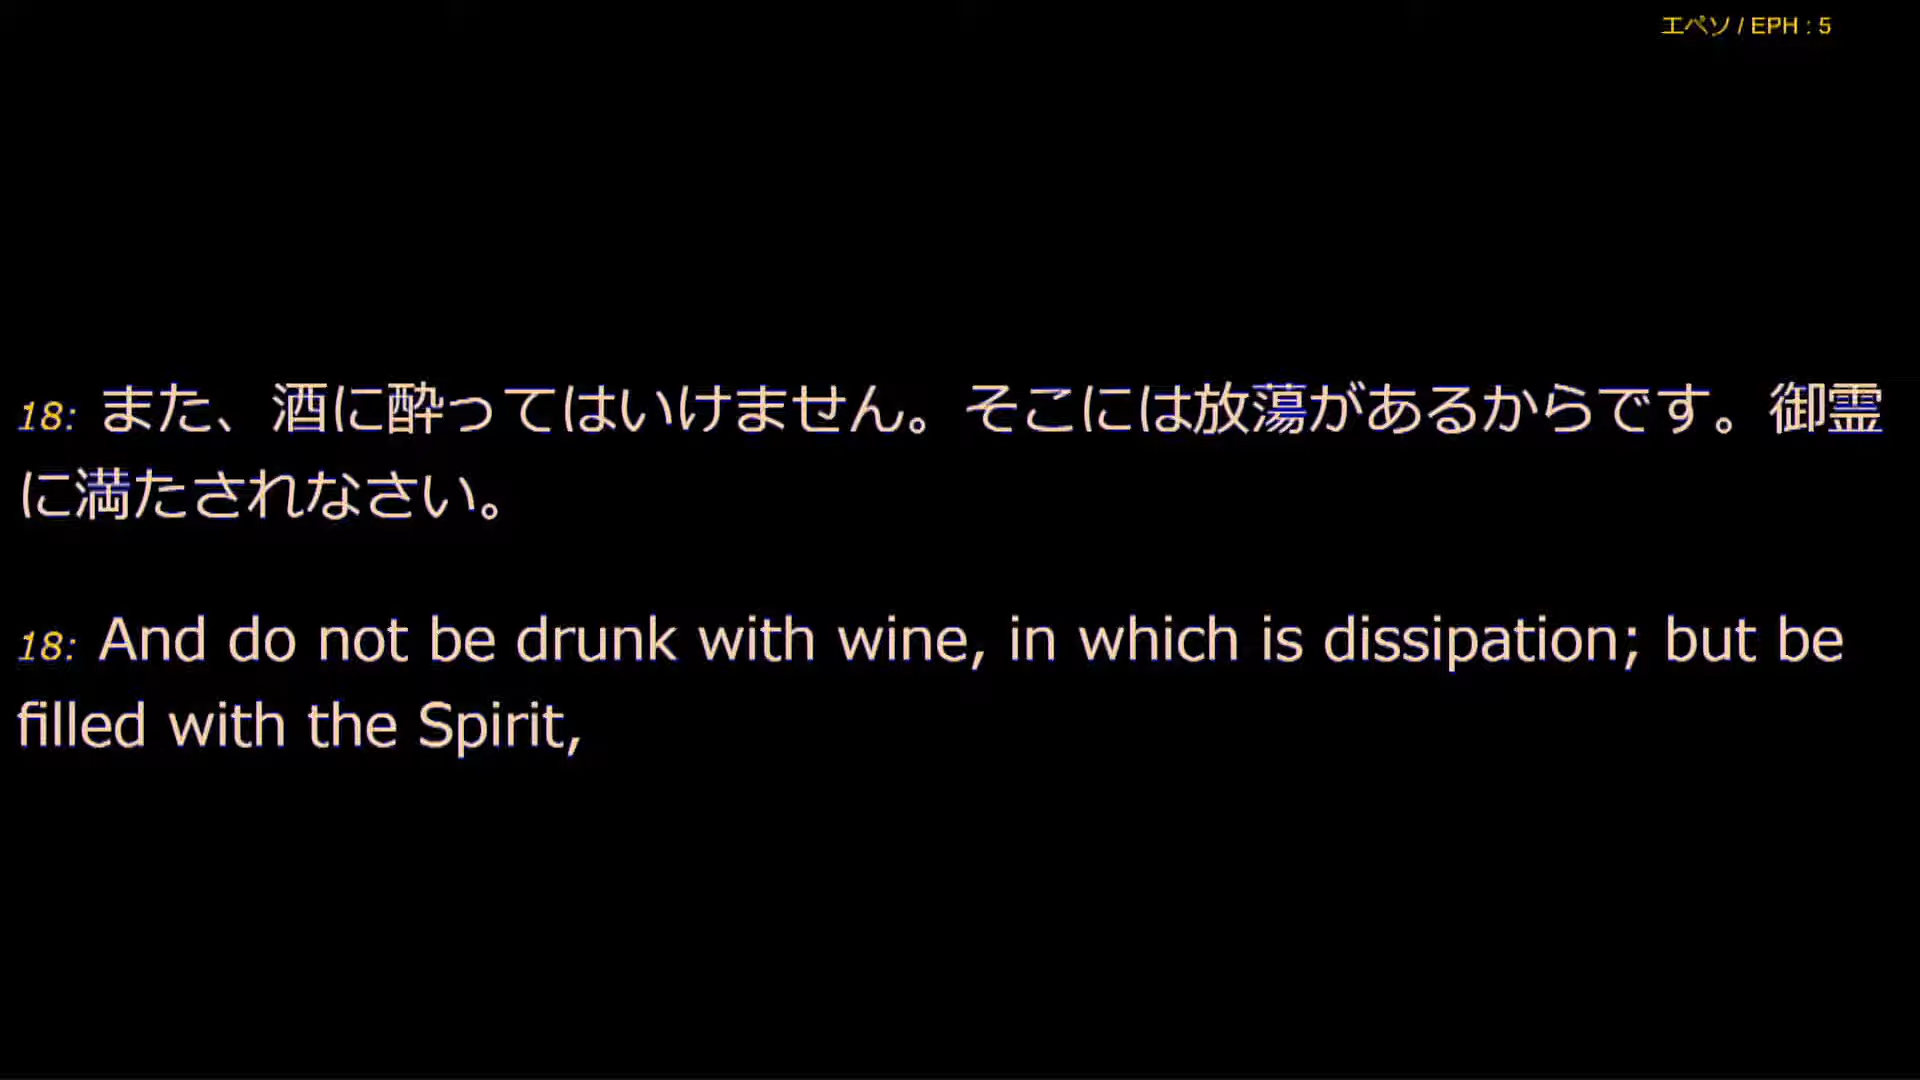 エペソ / EPH : 5
18: また、酒に酔ってはいけません。そこには放蕩があるからです。御霊
に満たされなさい。
18: And do not be drunk with wine, in which is dissipation; but be
filled with the Spirit,